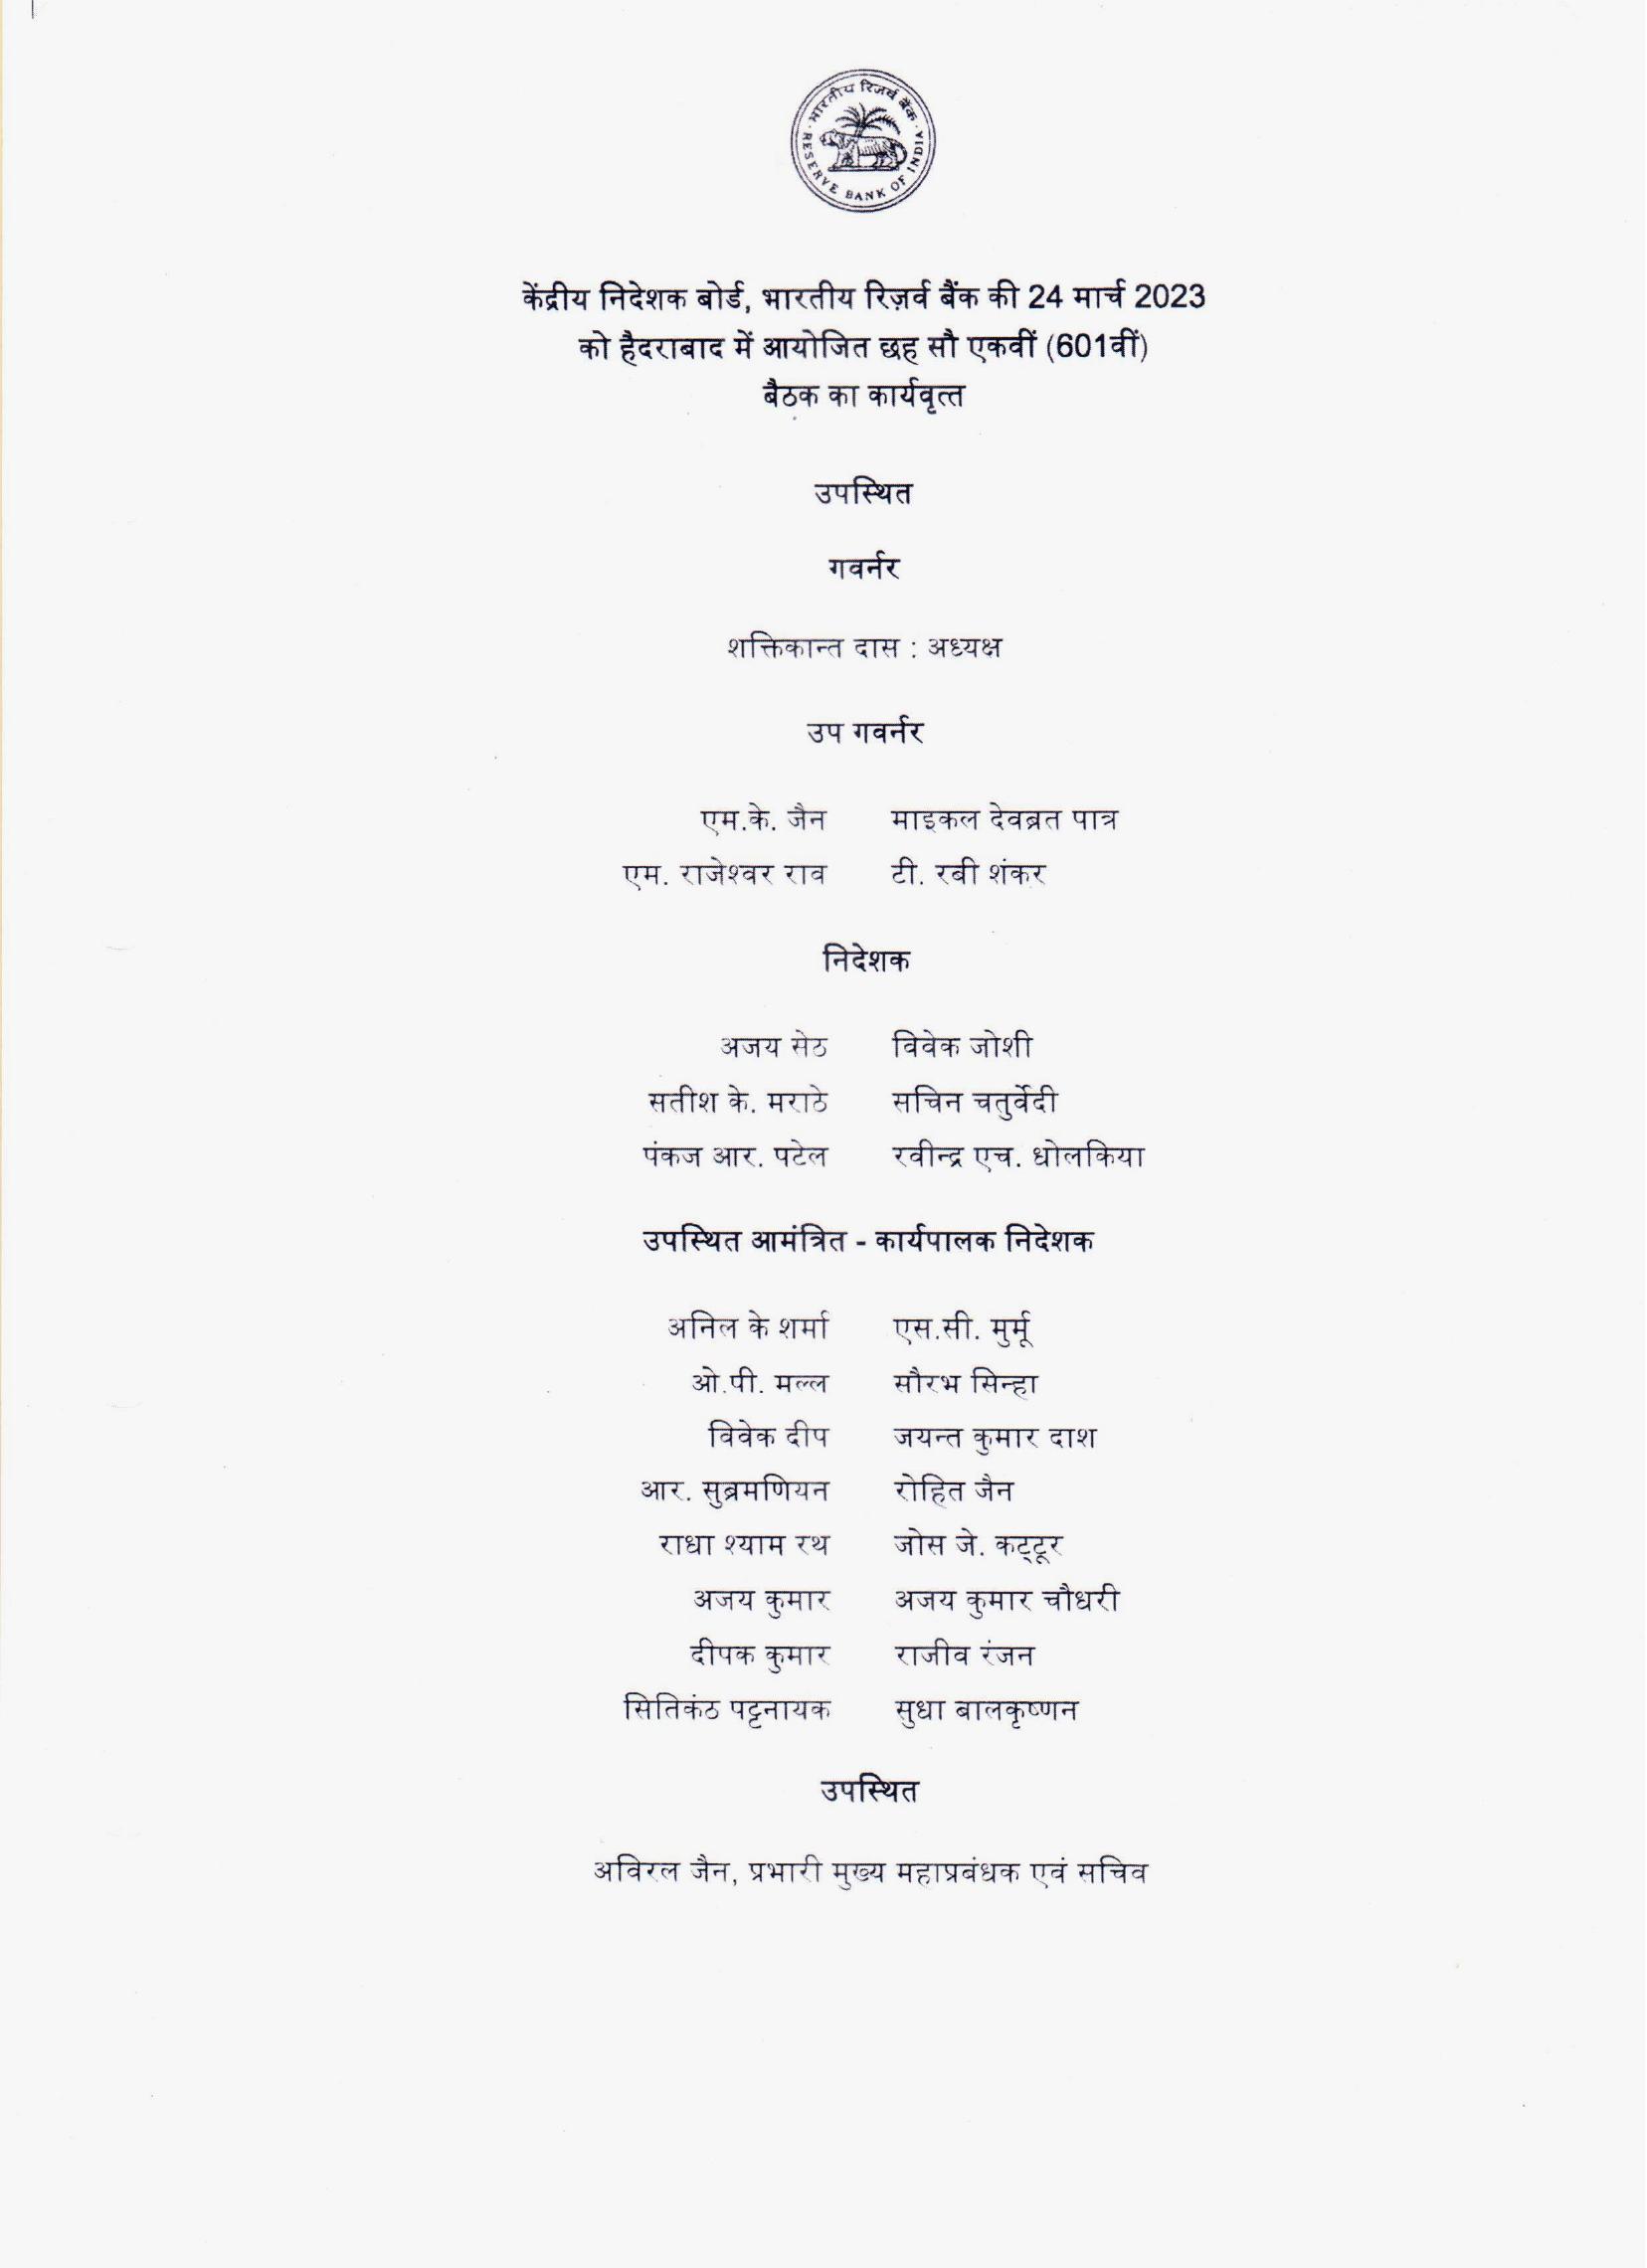 भारतीय रिज़र्व बैंक
RESERVE BANK OF INDIA
केंद्रीय निदेशक बोर्ड, भारतीय रिज़र्व बैंक की 24 मार्च 2023
को हैदराबाद में आयोजित छह सौ एकवीं (601वीं)
बैठक का कार्यवृत्त
उपस्थित
गवर्नर
शक्तिकान्त दास : अध्यक्ष
उप गवर्नर
एम.के. जैन माइकल देवब्रत पात्र
एम. राजेश्वर राव टी. रबी शंकर
निदेशक
अजय सेठ विवेक जोशी
सतीश के. मराठे सचिन चतुर्वेदी
पंकज आर. पटेल रवीन्द्र एच. धोलकिया
उपस्थित आमंत्रित - कार्यपालक निदेशक
अनिल के शर्मा एस.सी. मुर्मू
ओ.पी. मल्ल सौरभ सिन्हा
विवेक दीप जयन्त कुमार दाश
आर. सुब्रमणियन रोहित जैन
राधा श्याम रथ जोस जे. कट्टूर
अजय कुमार अजय कुमार चौधरी
दीपक कुमार राजीव रंजन
सितिकंठ पट्टनायक सुधा बालकृष्णन
उपस्थित
अविरल जैन, प्रभारी मुख्य महाप्रबंधक एवं सचिव